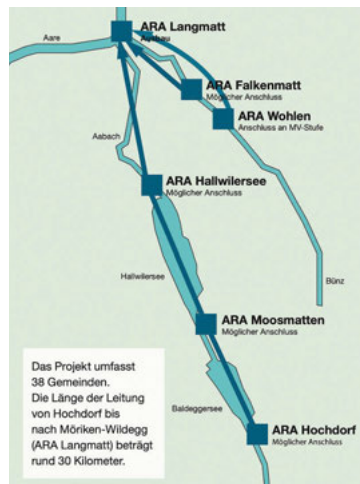 ARA Langmatt
Ausbau
Aare
ARA Falkenmatt
Möglicher Anschluss
ARA Wohlen
Anschluss an MV-Stufe
Aabach
ARA Hallwilersee
Möglicher Anschluss
Hallwilersee
Bünz
ARA Moosmatten
Möglicher Anschluss
Das Projekt umfasst
38 Gemeinden.
Die Länge der Leitung
von Hochdorf bis
nach Möriken-Wildegg
(ARA Langmatt) beträgt
rund 30 Kilometer.
Baldeggersee
ARA Hochdorf
Möglicher Anschluss